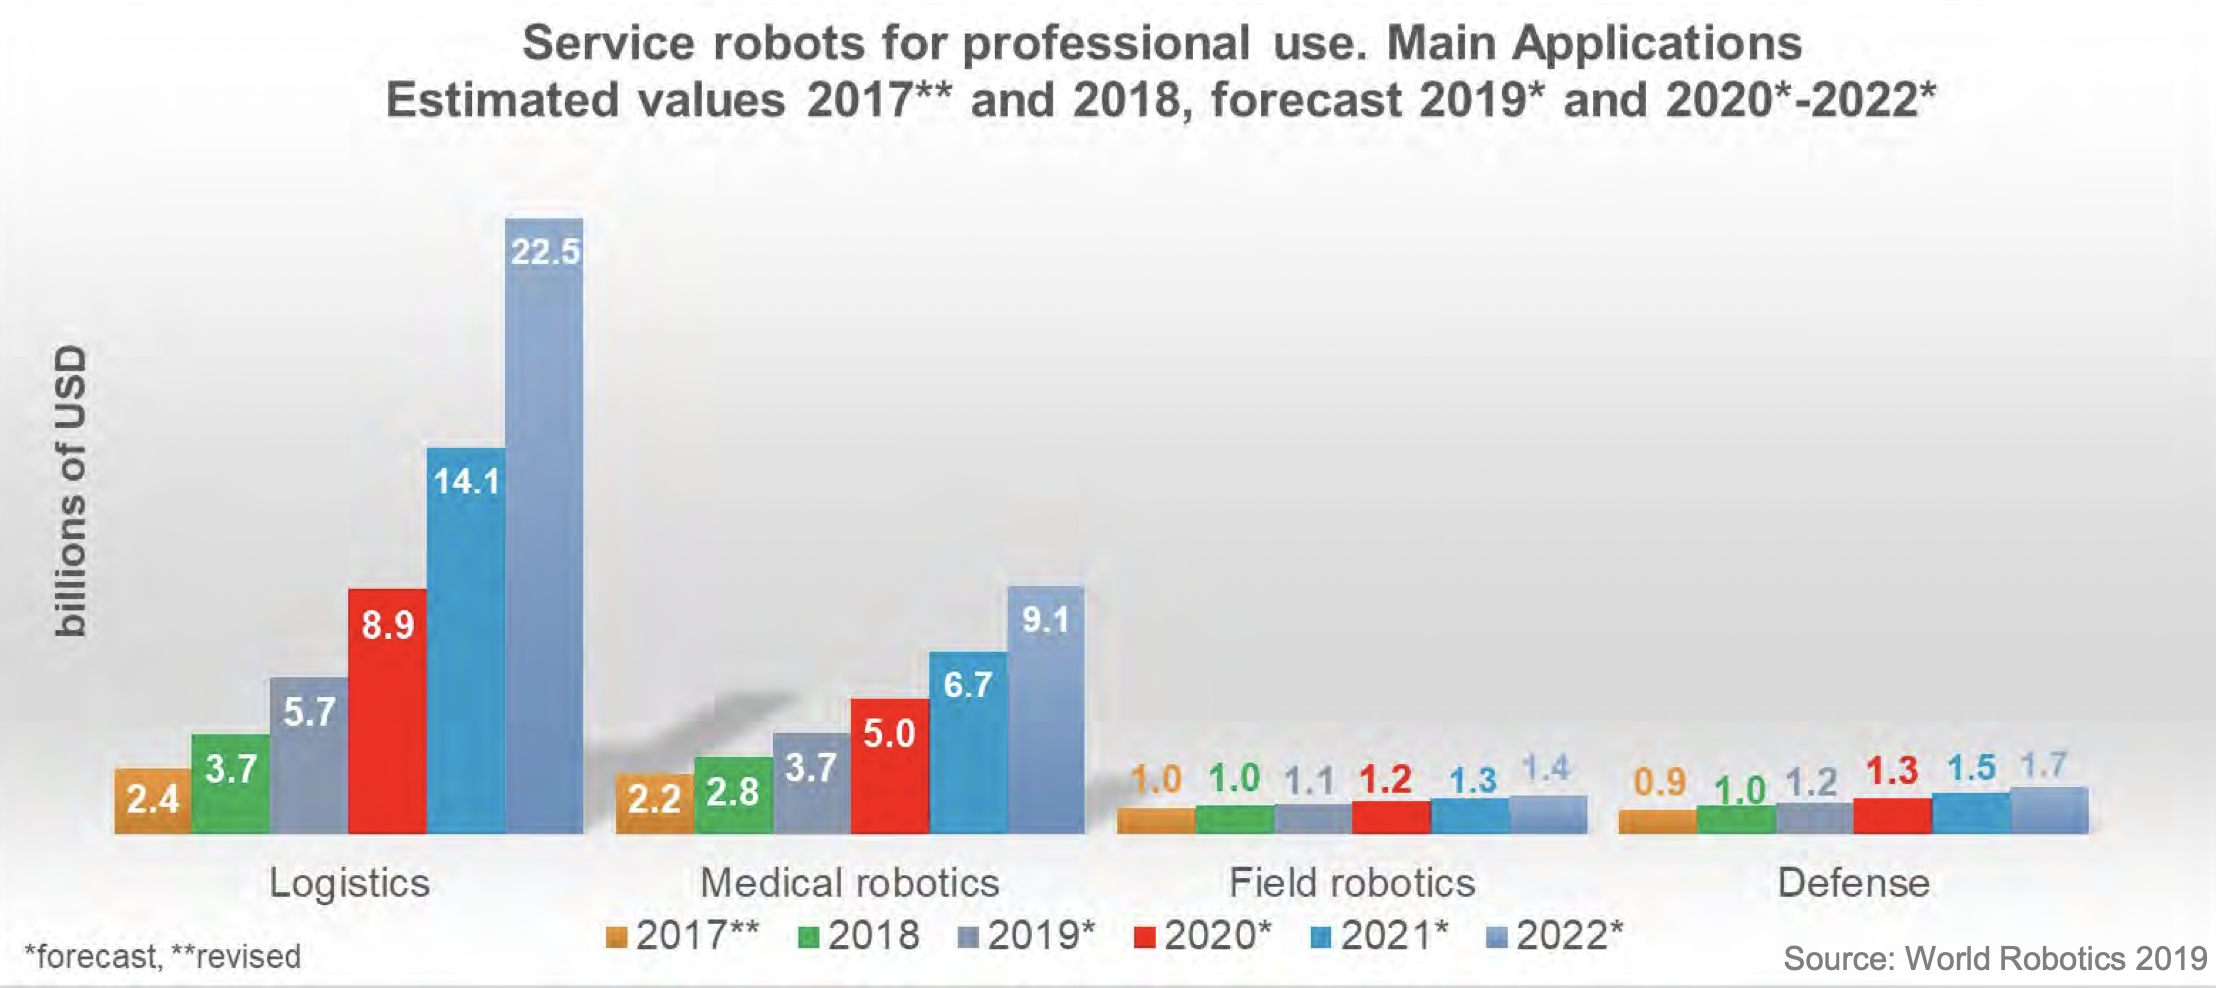 Service robots for professional use. Main Applications
Estimated values 2017** and 2018, forecast 2019* and 2020*-2022*
billions of USD
2.4
3.7
5.7
8.9
14.1
22.5
2.2
2.8
3.7
5.0
6.7
9.1
1.0
1.0
1.1
1.2
1.3
1.4
0.9
1.0
1.2
1.3
1.5
1.7
Logistics
Medical robotics
Field robotics
Defense
2017** 2018 2019* 2020* 2021* 2022*
*forecast, **revised
Source: World Robotics 2019